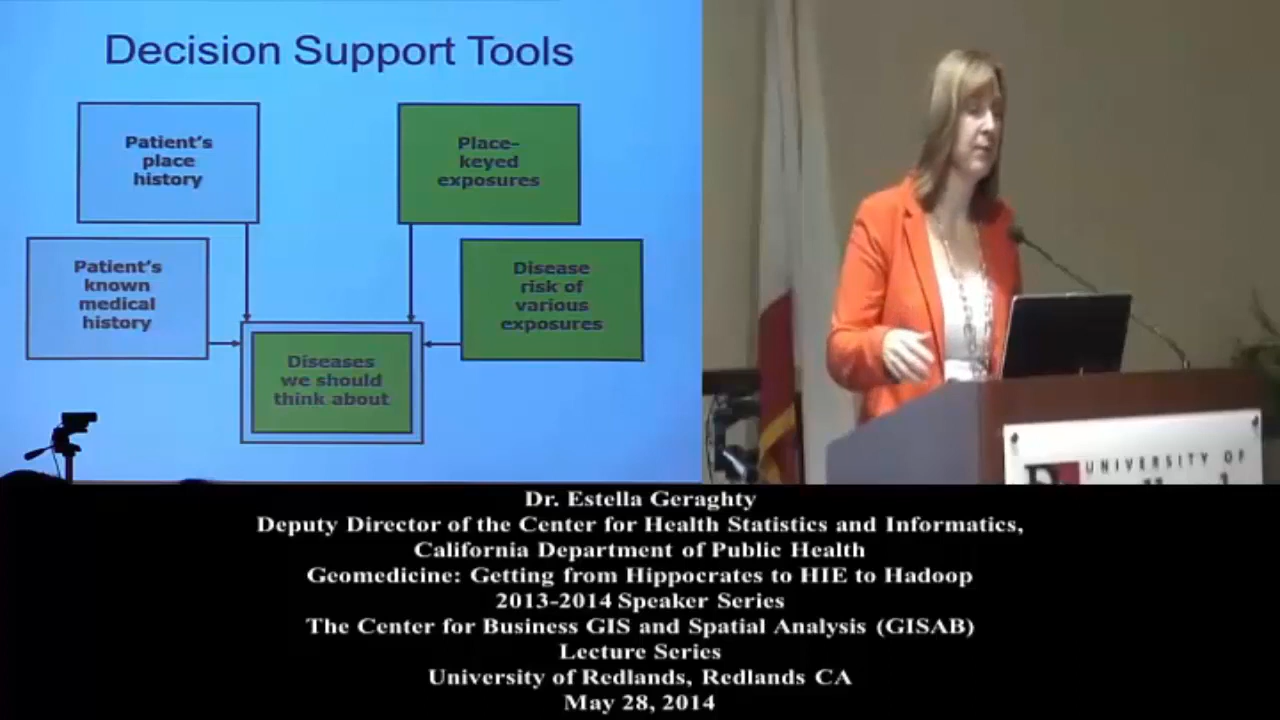 Decision Support Tools
Patient's
place
history
Place-
keyed
exposures
Patient's
known
medical
history
Disease
risk of
various
exposures
Diseases
we should
think about
UNIVERSITY OF
Dr. Estella Geraghty
Deputy Director of the Center for Health Statistics and Informatics,
California Department of Public Health
Geomedicine: Getting from Hippocrates to HIE to Hadoop
2013-2014 Speaker Series
The Center for Business GIS and Spatial Analysis (GISAB)
Lecture Series
University of Redlands, Redlands CA
May 28, 2014